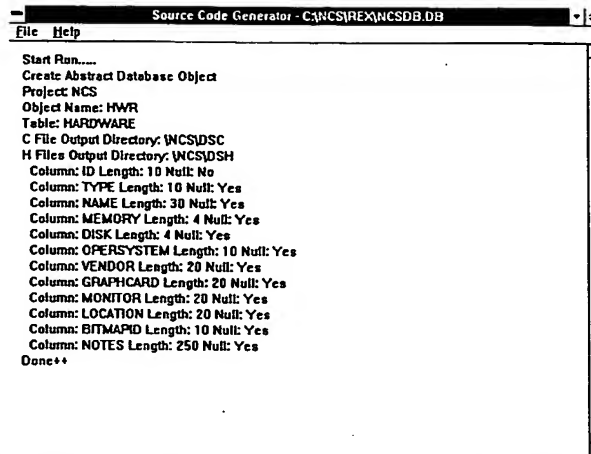 Source Code Generator - C:\NCS\REX\NCSDB.DB
File Help
Start Run.....
Create Abstract Database Object
Project: NCS
Object Name: HWR
Table: HARDWARE
C File Output Directory: \NCS\DSC
H Files Output Directory: \NCS\DSH
Column: ID Length: 10 Null: No
Column: TYPE Length: 10 Null: Yes
Column: NAME Length: 30 Null: Yes
Column: MEMORY Length: 4 Null: Yes
Column: DISK Length: 4 Null: Yes
Column: OPERSYSTEM Length: 10 Null: Yes
Column: VENDOR Length: 20 Null: Yes
Column: GRAPHCARD Length: 20 Null: Yes
Column: MONITOR Length: 20 Null: Yes
Column: LOCATION Length: 20 Null: Yes
Column: BITMAPID Length: 10 Null: Yes
Column: NOTES Length: 250 Null: Yes
Done++